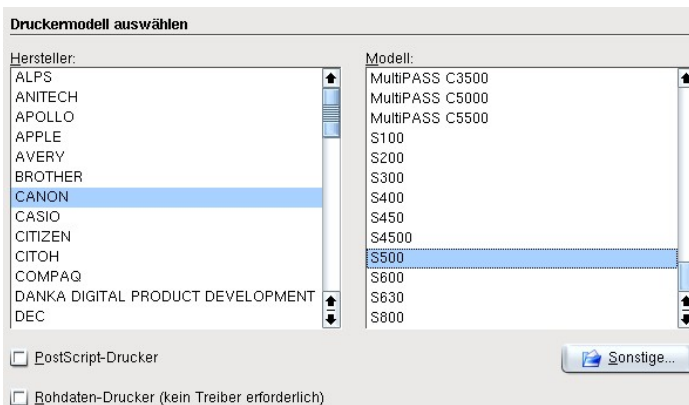 Druckermodell auswählen
Hersteller:
ALPS
ANITECH
APOLLO
APPLE
AVERY
BROTHER
CANON
CASIO
CITIZEN
CITOH
COMPAQ
DANKA DIGITAL PRODUCT DEVELOPMENT
DEC
Modell:
MultiPASS C3500
MultiPASS C5000
MultiPASS C5500
S100
S200
S300
S400
S450
S4500
S500
S600
S630
S800
PostScript-Drucker
Sonstige...
Rohdaten-Drucker (kein Treiber erforderlich)